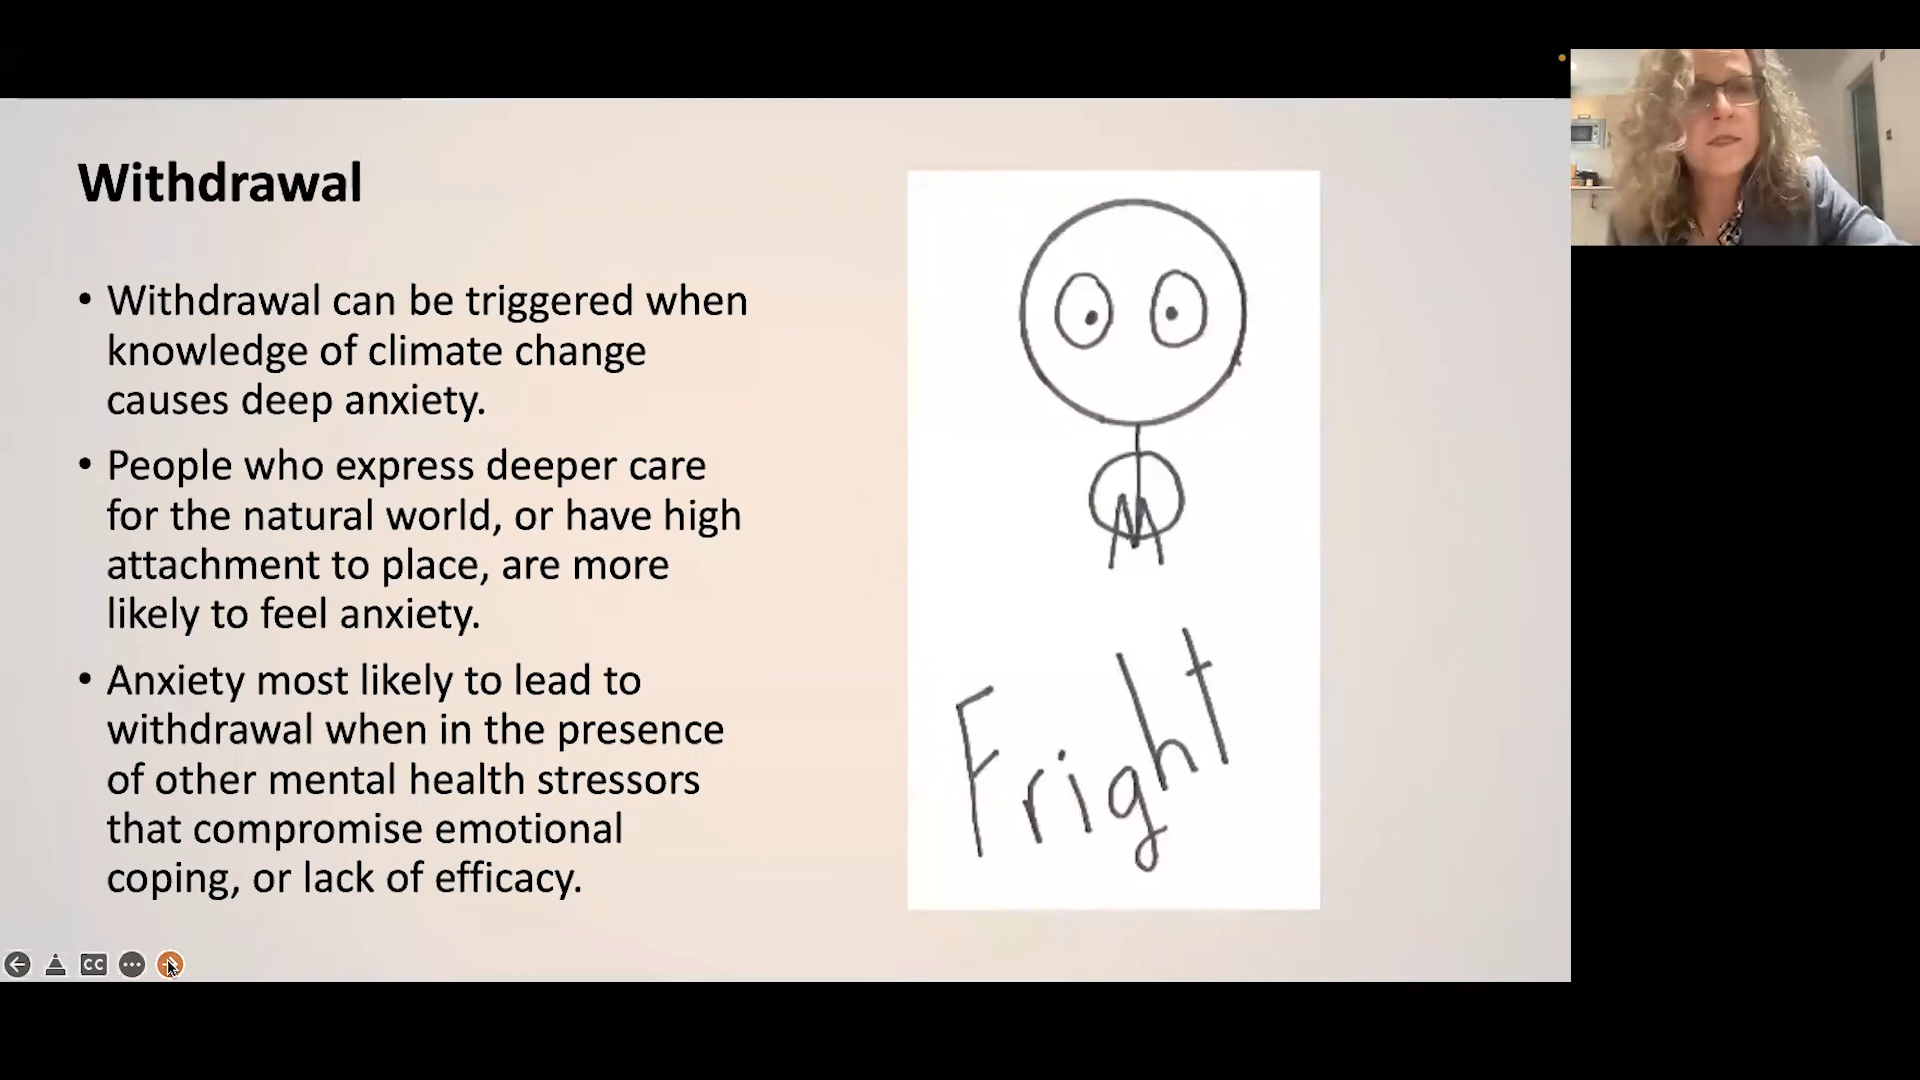 Withdrawal
• Withdrawal can be triggered when
knowledge of climate change
causes deep anxiety.
• People who express deeper care
for the natural world, or have high
attachment to place, are more
likely to feel anxiety.
• Anxiety most likely to lead to
withdrawal when in the presence
of other mental health stressors
that compromise emotional
coping, or lack of efficacy.
Fright
CC